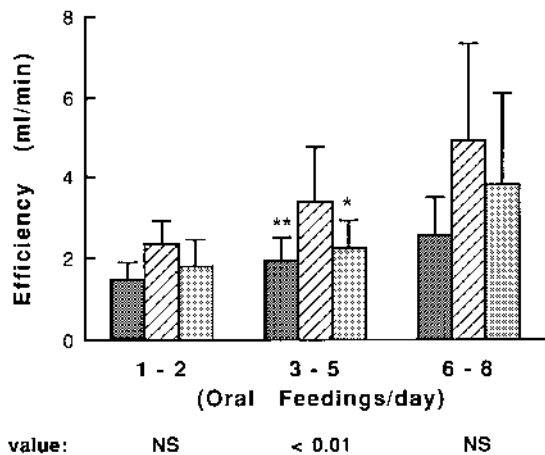 8
6
4
2
0
Efficiency (ml/min)
** *
1 - 2 3 - 5 6 - 8
(Oral Feedings/day)
value: NS < 0.01 NS